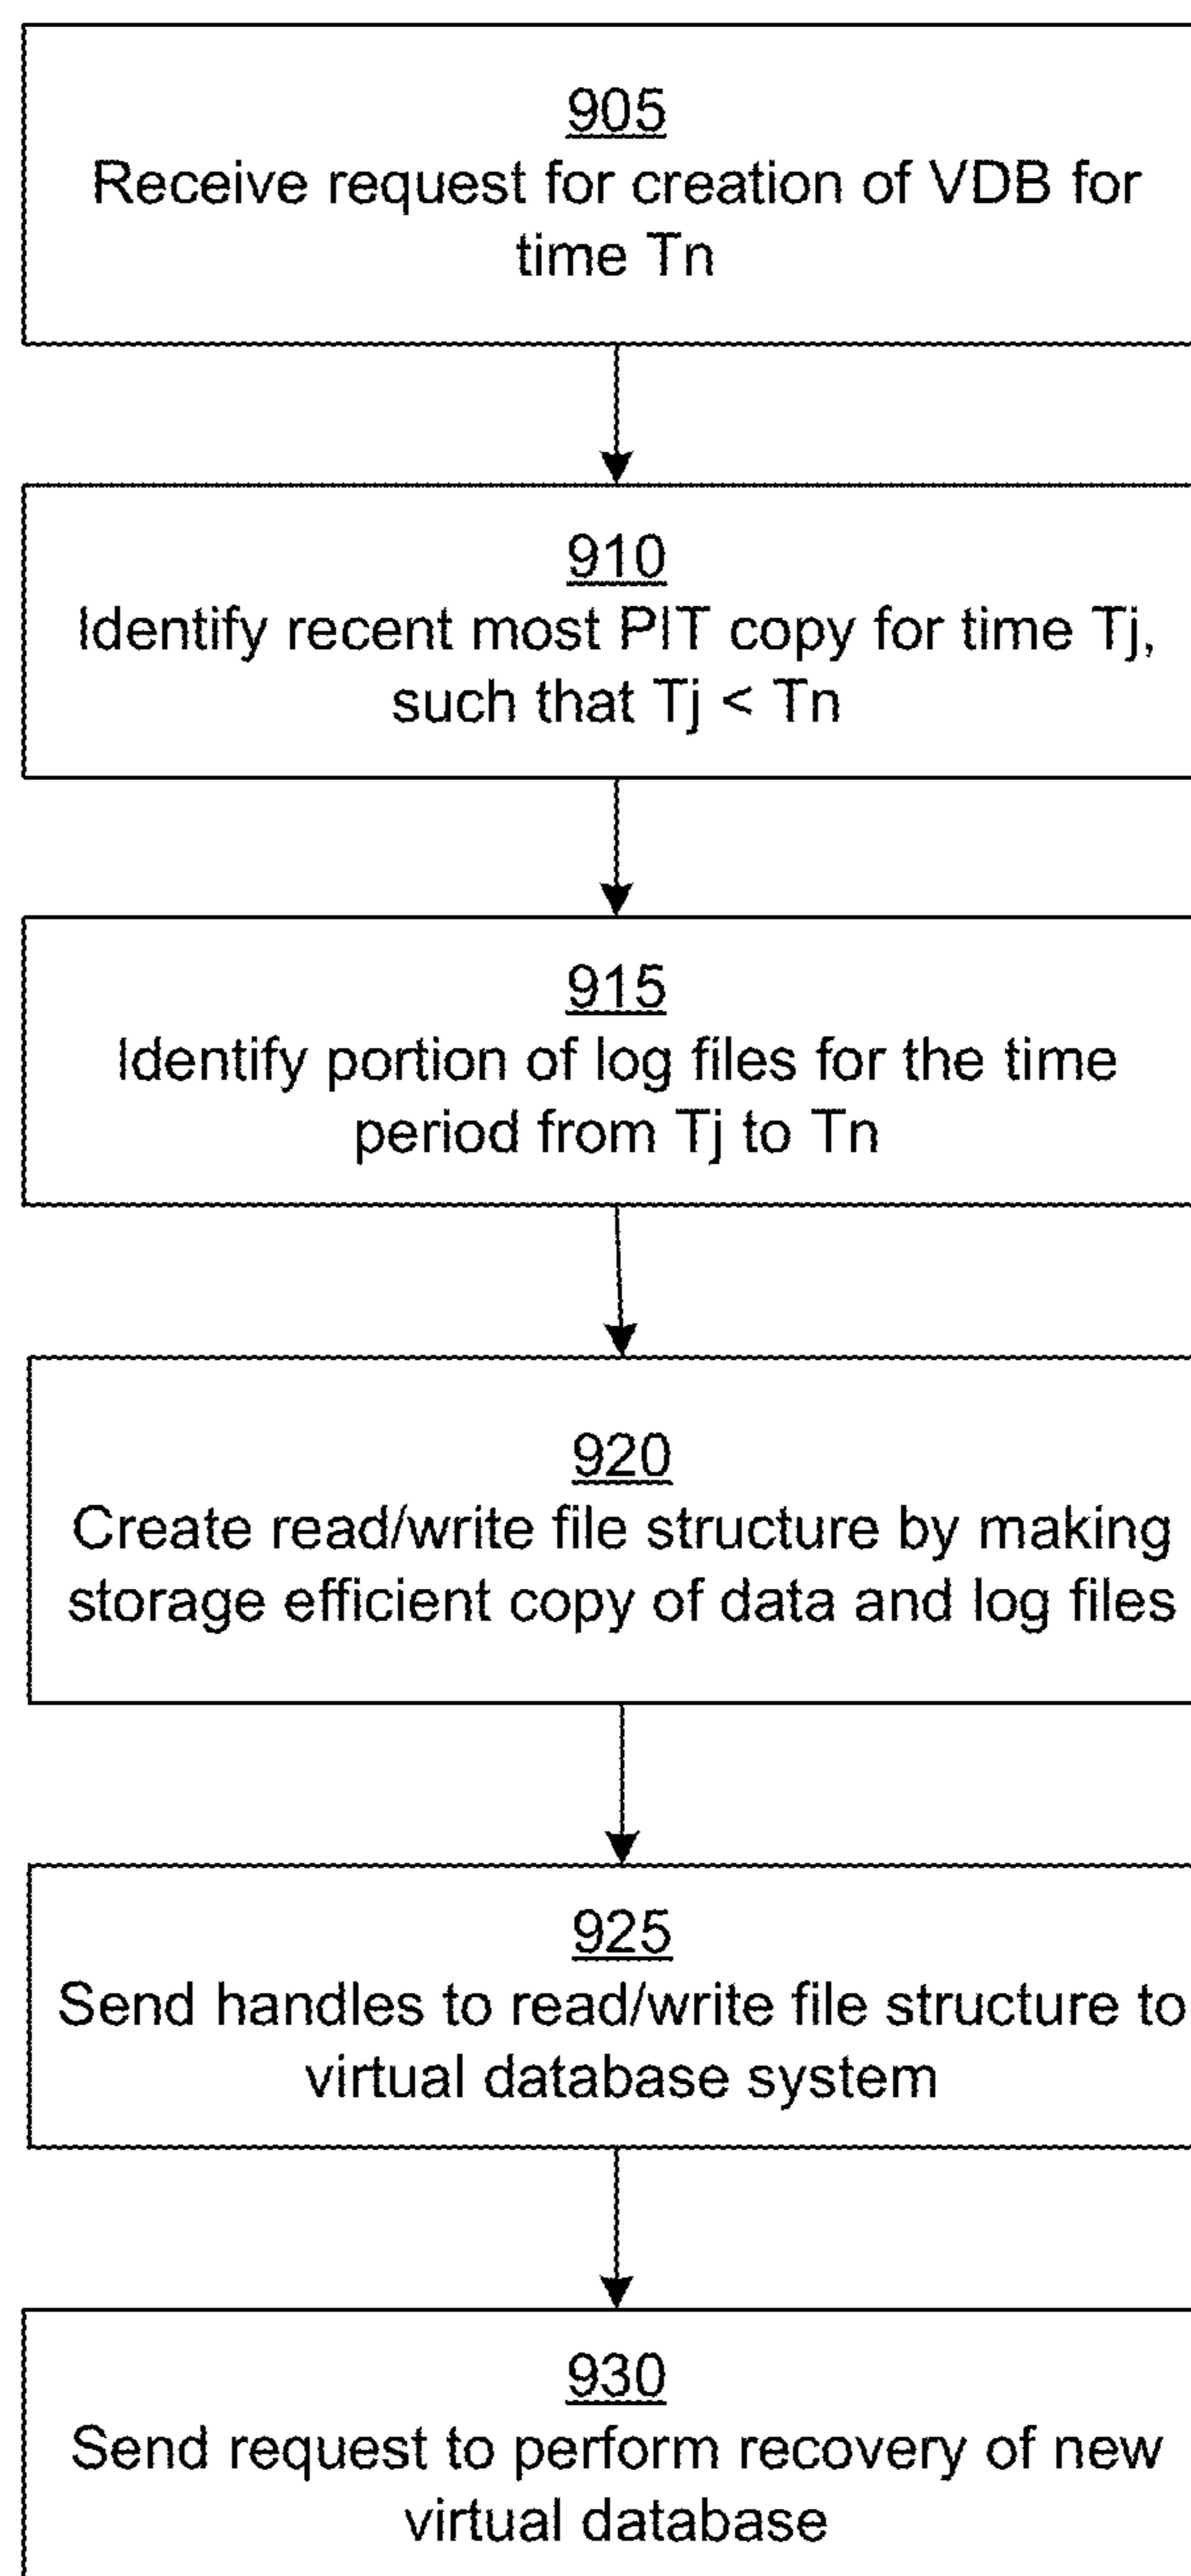 905
Receive request for creation of VDB for
time Tn
910
Identify recent most PIT copy for time Tj,
such that Tj < Tn
915
Identify portion of log files for the time
period from Tj to Tn
920
Create read/write file structure by making
storage efficient copy of data and log files
925
Send handles to read/write file structure to
virtual database system
930
Send request to perform recovery of new
virtual database